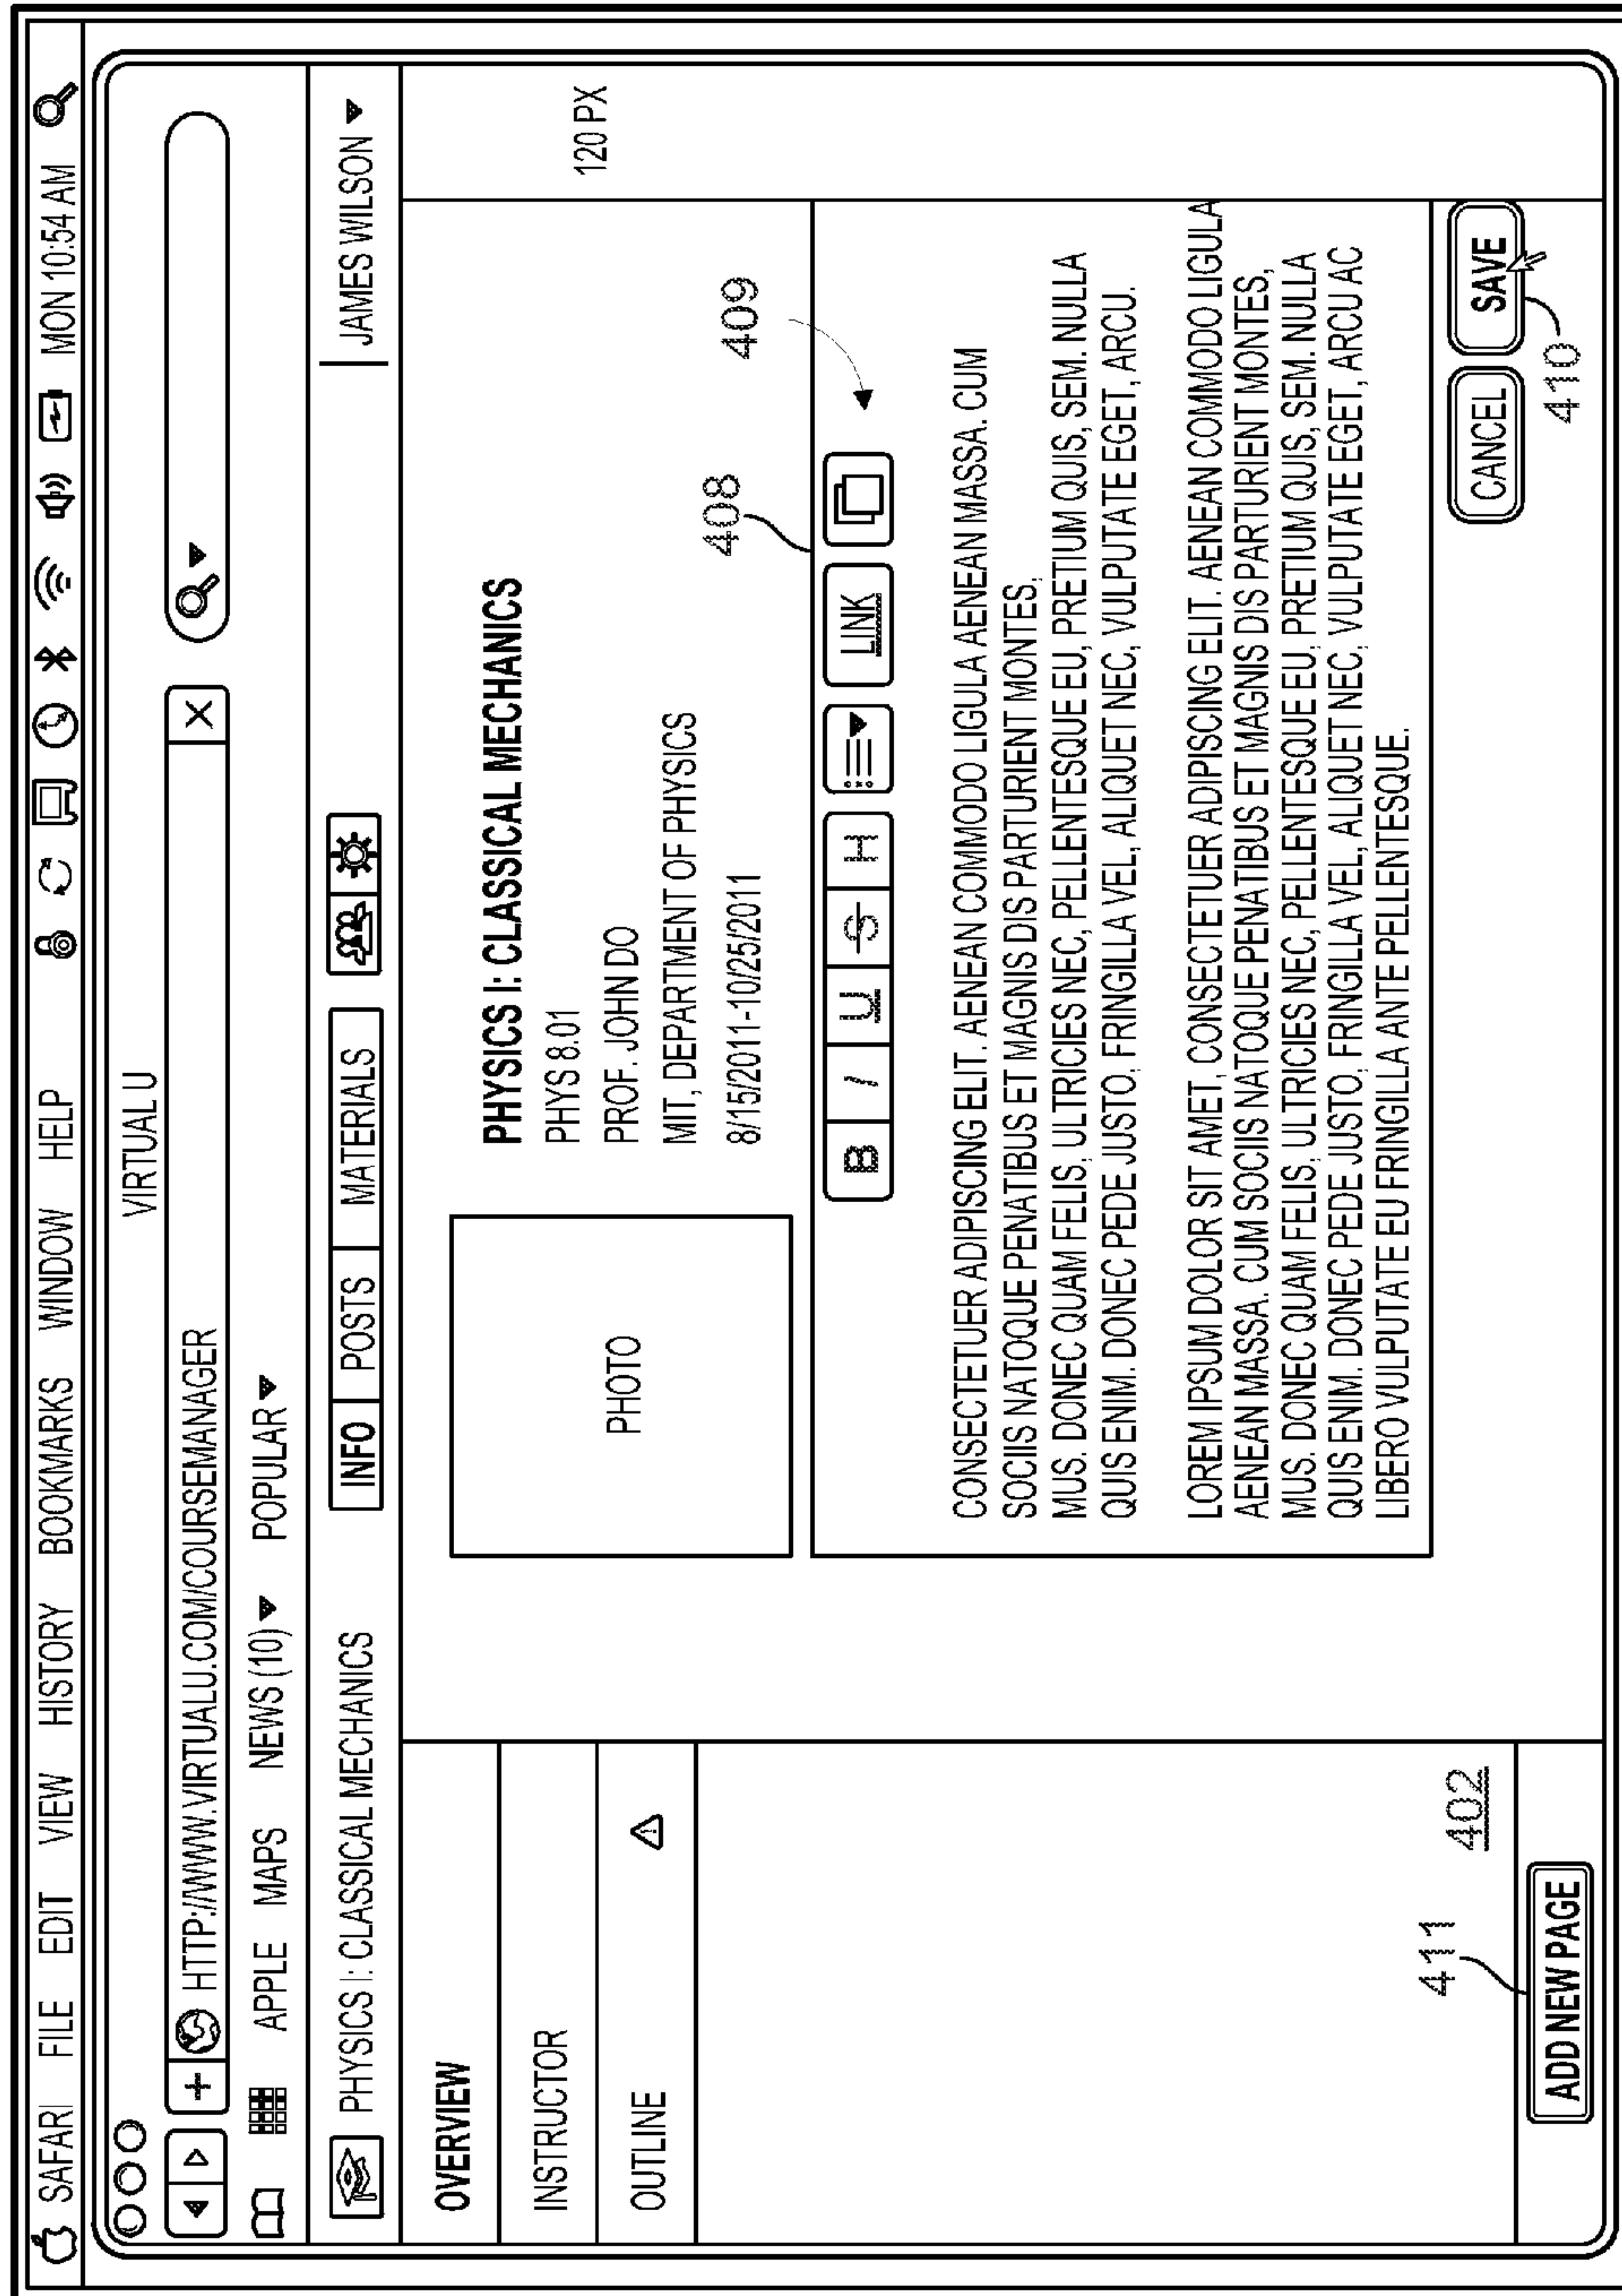 SAFARI FILE EDIT VIEW HISTORY BOOKMARKS WINDOW HELP MON 10:54 AM
VIRTUAL U
+ HTTP://WWW.VIRTUALU.COM/COURSEMANAGER X
APPLE MAPS NEWS (10) POPULAR
PHYSICS I: CLASSICAL MECHANICS INFO POSTS MATERIALS JAMES WILSON
OVERVIEW
INSTRUCTOR
OUTLINE
PHOTO
PHYSICS I: CLASSICAL MECHANICS
PHYS 8.01
PROF. JOHN DO
MIT, DEPARTMENT OF PHYSICS
8/15/2011-10/25/2011
120 PX
408
409
B I U S H LINK
CONSECTETUER ADIPISCING ELIT. AENEAN COMMODO LIGULA AENEAN MASSA. CUM
SOCIIS NATOQUE PENATIBUS ET MAGNIS DIS PARTURIENT MONTES,
MUS. DONEC QUAM FELIS, ULTRICIES NEC, PELLENTESQUE EU, PRETIUM QUIS, SEM. NULLA
QUIS ENIM. DONEC PEDE JUSTO, FRINGILLA VEL, ALIQUET NEC, VULPUTATE EGET, ARCU.
LOREM IPSUM DOLOR SIT AMET, CONSECTETUER ADIPISCING ELIT. AENEAN COMMODO LIGULA
AENEAN MASSA. CUM SOCIIS NATOQUE PENATIBUS ET MAGNIS DIS PARTURIENT MONTES,
MUS. DONEC QUAM FELIS, ULTRICIES NEC, PELLENTESQUE EU, PRETIUM QUIS, SEM. NULLA
QUIS ENIM. DONEC PEDE JUSTO, FRINGILLA VEL, ALIQUET NEC, VULPUTATE EGET, ARCU AC
LIBERO VULPUTATE EU FRINGILLA ANTE PELLENTESQUE.
411
402
ADD NEW PAGE
CANCEL SAVE
410